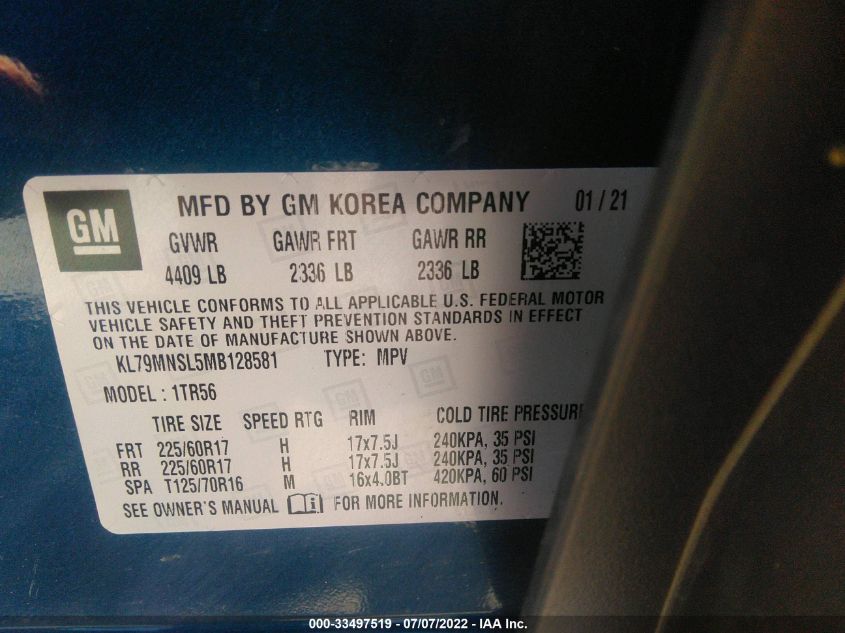 GM
MFD BY GM KOREA COMPANY 01 / 21
GVWR GAWR FRT GAWR RR
4409 LB 2336 LB 2336 LB
THIS VEHICLE CONFORMS TO ALL APPLICABLE U.S. FEDERAL MOTOR
VEHICLE SAFETY AND THEFT PREVENTION STANDARDS IN EFFECT
ON THE DATE OF MANUFACTURE SHOWN ABOVE.
KL79MNSL5MB128581 TYPE: MPV
MODEL : 1TR56
TIRE SIZE SPEED RTG RIM COLD TIRE PRESSURE
FRT 225/60R17 H 17x7.5J 240KPA, 35 PSI
RR 225/60R17 H 17x7.5J 240KPA, 35 PSI
SPA T125/70R16 M 16x4.0BT 420KPA, 60 PSI
SEE OWNER'S MANUAL FOR MORE INFORMATION.
000-33497519 - 07/07/2022 - IAA Inc.